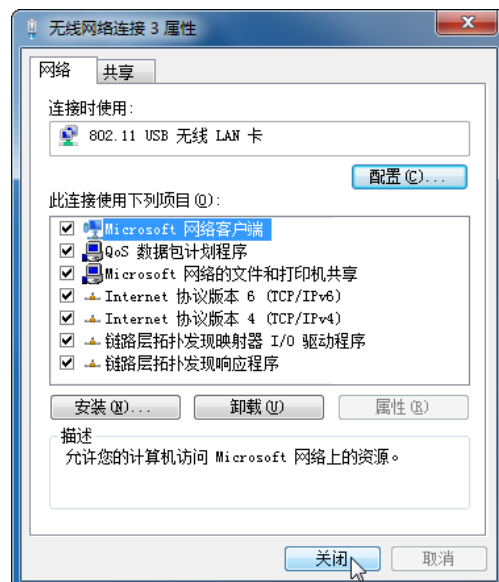 无线网络连接 3 属性
网络 共享
连接时使用:
802.11 USB 无线 LAN 卡
配置(C)...
此连接使用下列项目(O):
Microsoft 网络客户端
QoS 数据包计划程序
Microsoft 网络的文件和打印机共享
Internet 协议版本 6 (TCP/IPv6)
Internet 协议版本 4 (TCP/IPv4)
链路层拓扑发现映射器 I/O 驱动程序
链路层拓扑发现响应程序
安装(N)... 卸载(U) 属性(R)
描述
允许您的计算机访问 Microsoft 网络上的资源。
关闭 取消